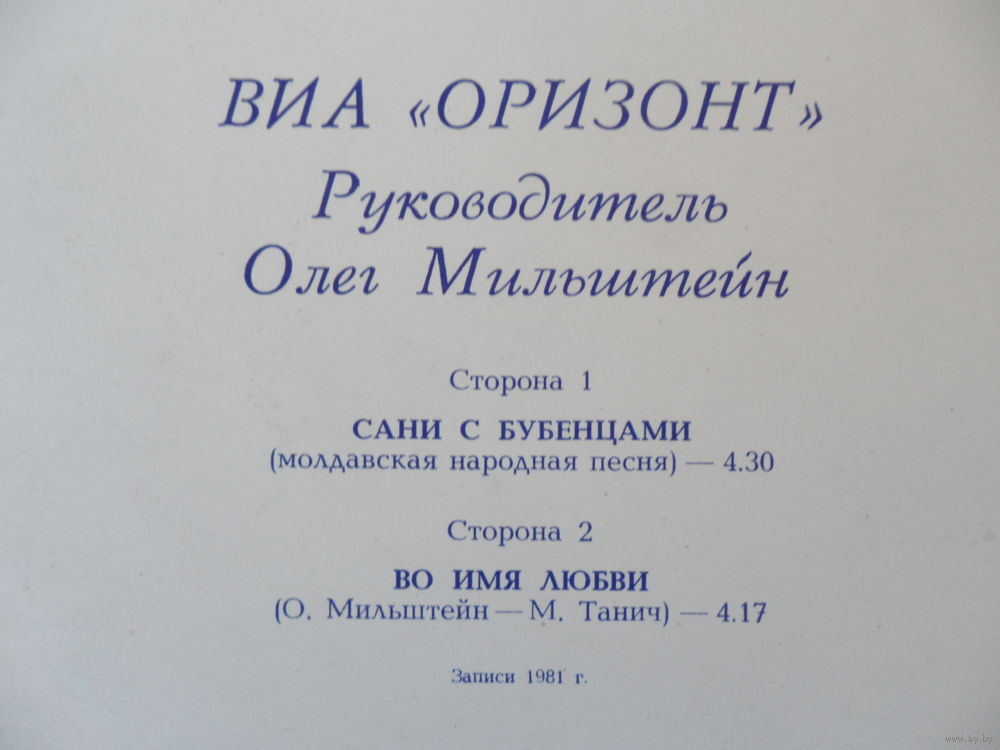 ВИА «ОРИЗОНТ»
Руководитель
Олег Мильштейн
Сторона 1
САНИ С БУБЕНЦАМИ
(молдавская народная песня) — 4.30
Сторона 2
ВО ИМЯ ЛЮБВИ
(О. Мильштейн — М. Танич) — 4.17
Записи 1981 г.
www.ay.by